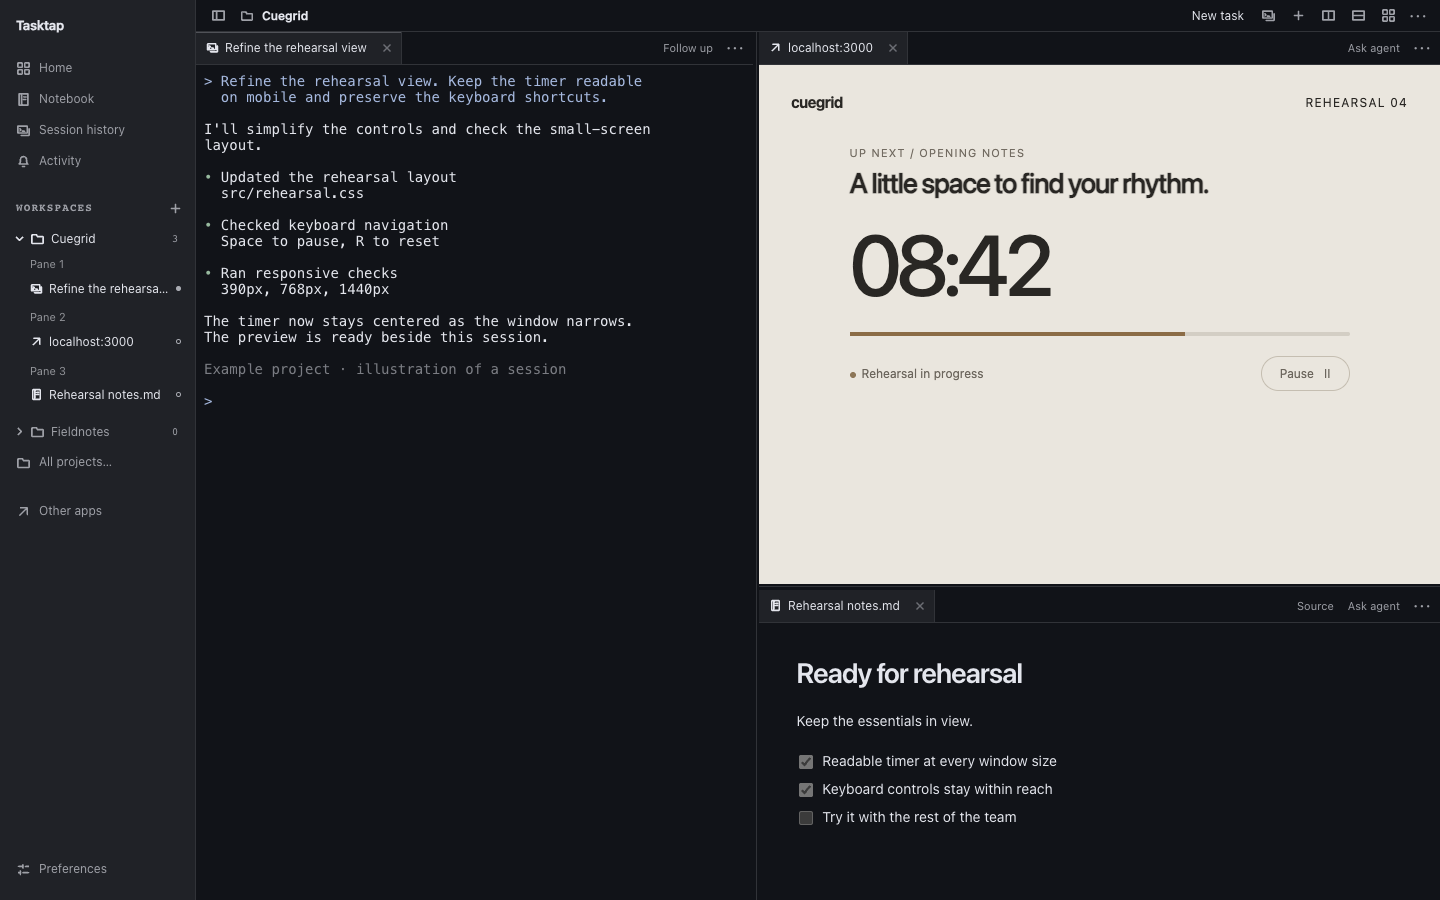 Tasktap
Home
Notebook
Session history
Activity
WORKSPACES
Cuegrid 3
Pane 1
Refine the rehearsa...
Pane 2
localhost:3000
Pane 3
Rehearsal notes.md
Fieldnotes 0
All projects...
Other apps
Preferences
Cuegrid
New task
Refine the rehearsal view
Follow up
> Refine the rehearsal view. Keep the timer readable
on mobile and preserve the keyboard shortcuts.
I'll simplify the controls and check the small-screen
layout.
• Updated the rehearsal layout
src/rehearsal.css
• Checked keyboard navigation
Space to pause, R to reset
• Ran responsive checks
390px, 768px, 1440px
The timer now stays centered as the window narrows.
The preview is ready beside this session.
Example project · illustration of a session
>
localhost:3000
Ask agent
cuegrid
REHEARSAL 04
UP NEXT / OPENING NOTES
A little space to find your rhythm.
08:42
Rehearsal in progress
Pause
Rehearsal notes.md
Source Ask agent
Ready for rehearsal
Keep the essentials in view.
Readable timer at every window size
Keyboard controls stay within reach
Try it with the rest of the team